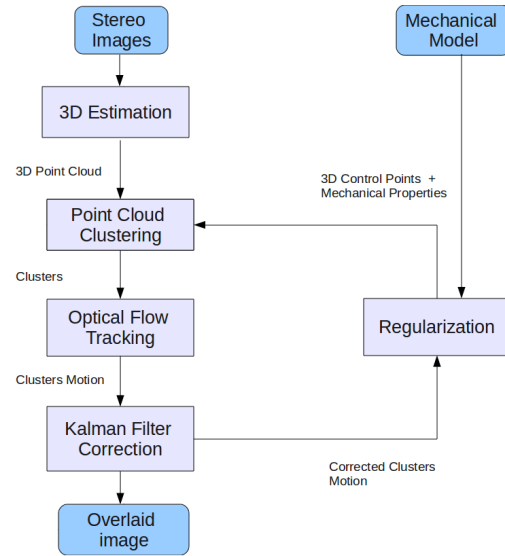 Stereo
Images
Mechanical
Model
3D Estimation
3D Point Cloud
3D Control Points +
Mechanical Properties
Point Cloud
Clustering
Clusters
Optical Flow
Tracking
Regularization
Clusters Motion
Kalman Filter
Correction
Corrected Clusters
Motion
Overlaid
image